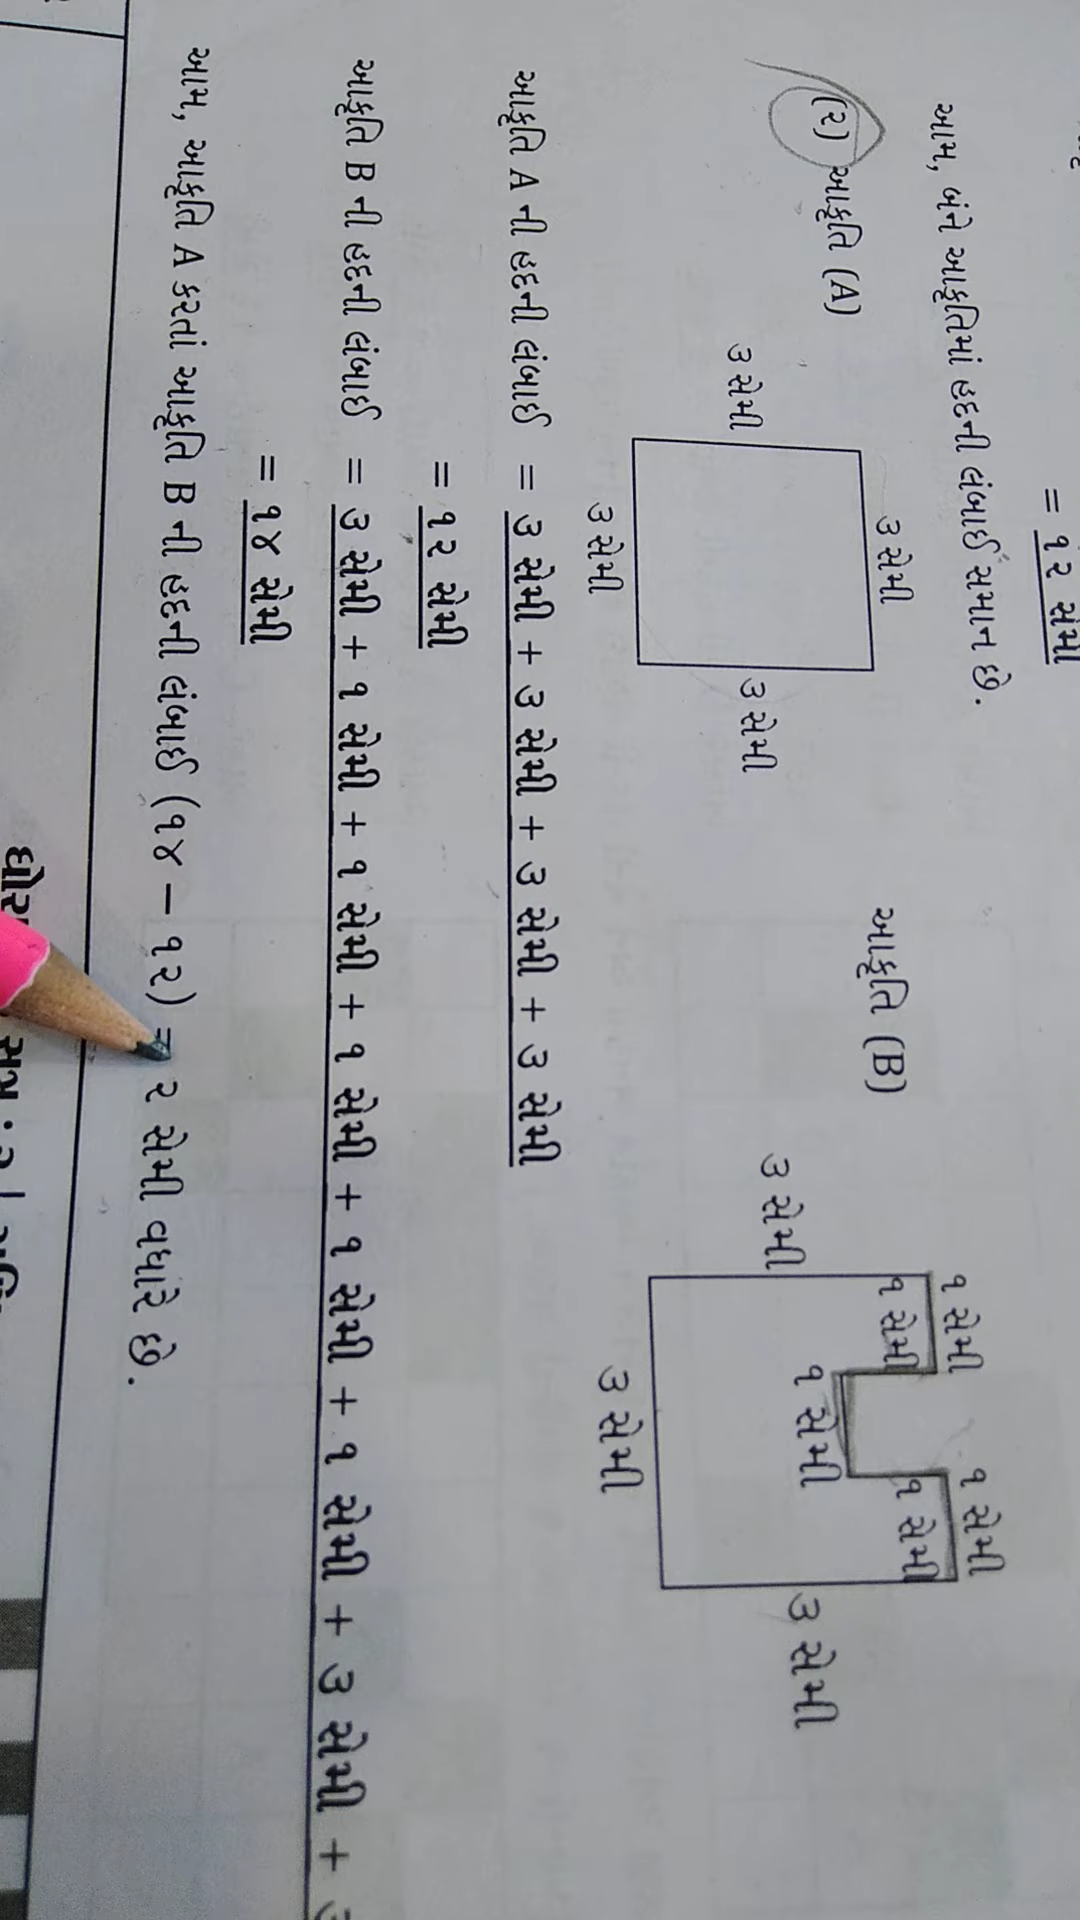 = ૧૨ સેમી
આમ, બંને આકૃતિમાં હદની લંબાઈ સમાન છે.
(૨) આકૃતિ (A)
૩ સેમી
૩ સેમી
૩ સેમી
૩ સેમી
આકૃતિ (B)
૧ સેમી
૧ સેમી
૧ સેમી
૧ સેમી
૧ સેમી
૩ સેમી
૩ સેમી
૩ સેમી
આકૃતિ A ની હદની લંબાઈ = ૩ સેમી + ૩ સેમી + ૩ સેમી + ૩ સેમી
= ૧૨ સેમી
આકૃતિ B ની હદની લંબાઈ = ૩ સેમી + ૧ સેમી + ૧ સેમી + ૧ સેમી + ૧ સેમી + ૧ સેમી + ૩ સેમી +
= ૧૪ સેમી
આમ, આકૃતિ A કરતાં આકૃતિ B ની હદની લંબાઈ (૧૪ – ૧૨) = ૨ સેમી વધારે છે.